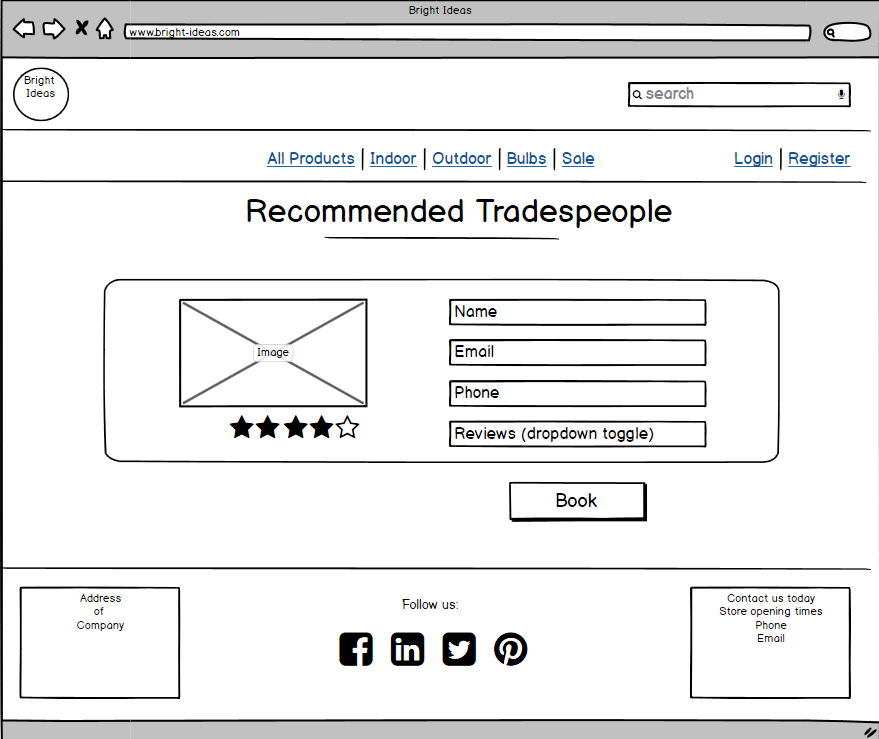 Bright Ideas
www.bright-ideas.com
Bright
Ideas
search
All Products | Indoor | Outdoor | Bulbs | Sale
Login | Register
Recommended Tradespeople
Image
Name
Email
Phone
Reviews (dropdown toggle)
Book
Address
of
Company
Follow us:
Contact us today
Store opening times
Phone
Email